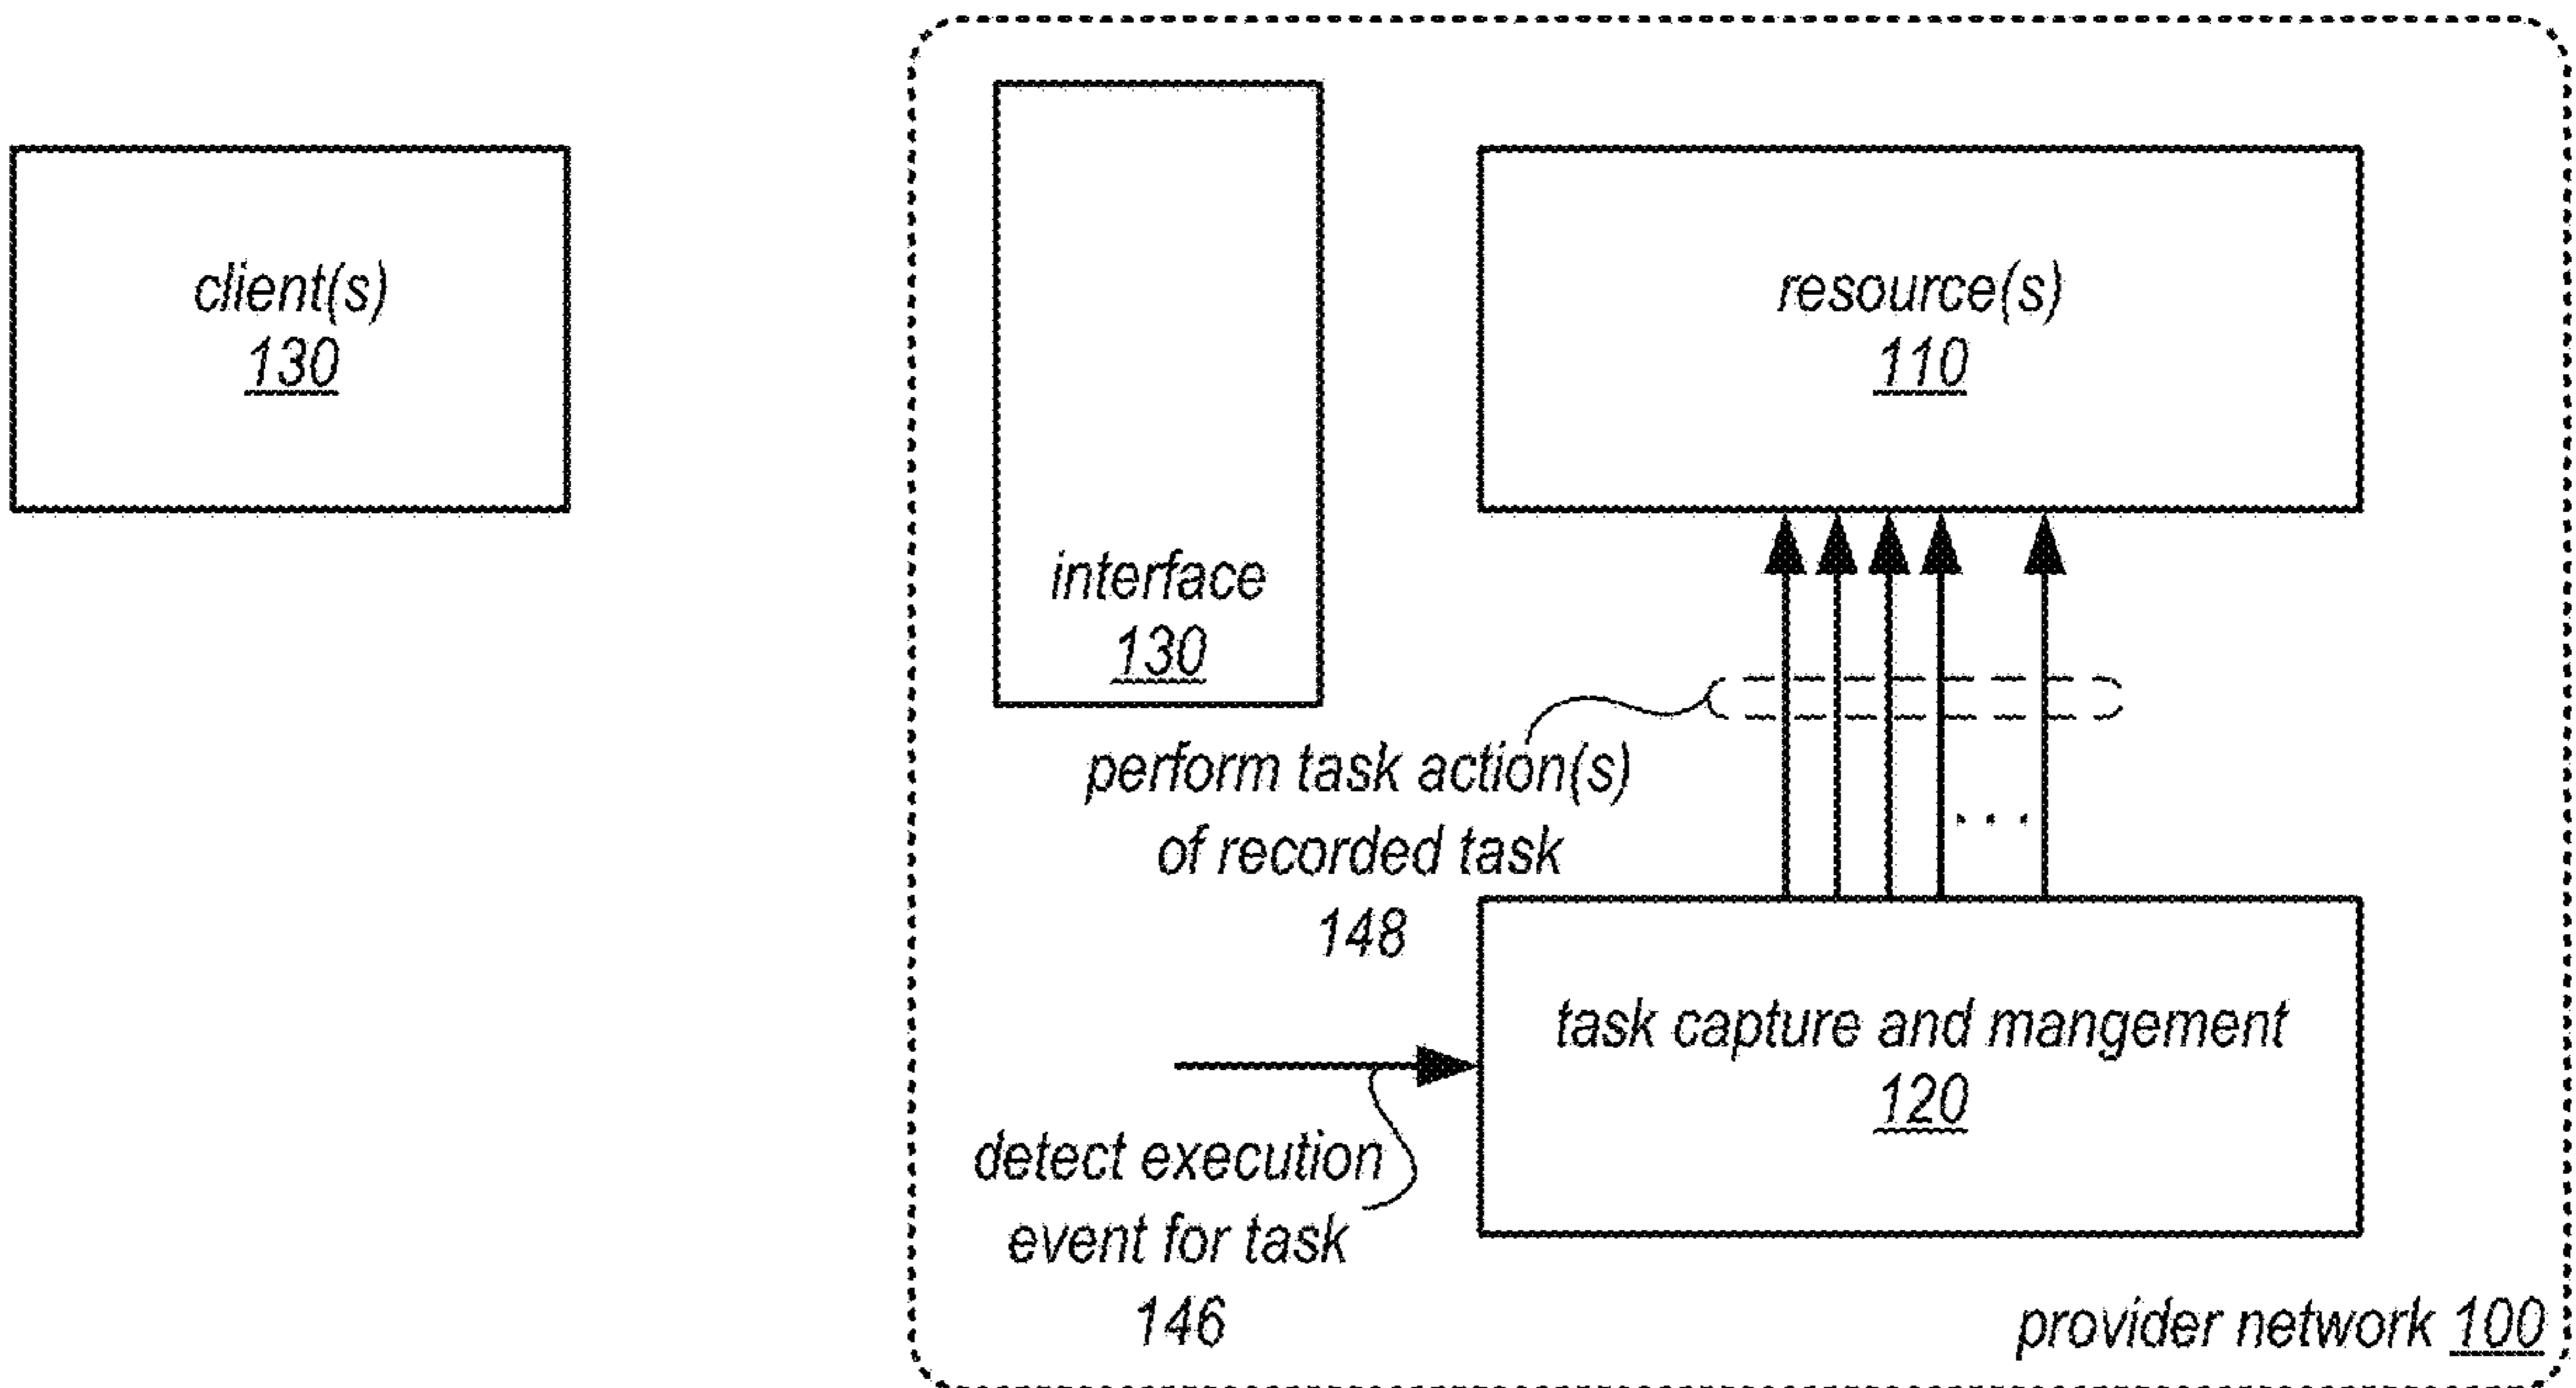 client(s)
130
interface
130
resource(s)
110
perform task action(s)
of recorded task
148
...
task capture and mangement
120
detect execution
event for task
146
provider network 100